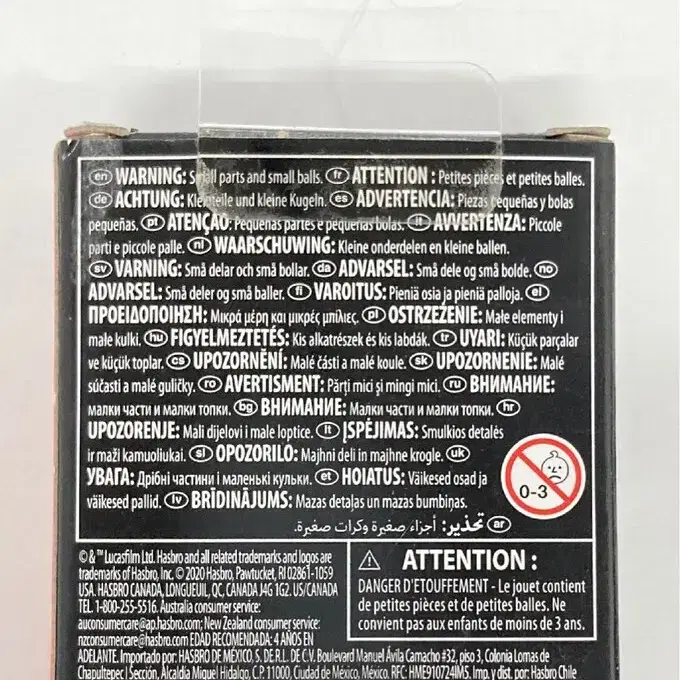 en WARNING: Small parts and small balls. fr ATTENTION : Petites pièces et petites balles.
de ACHTUNG: Kleinteile und kleine Kugeln. es ADVERTENCIA: Piezas pequeñas y bolas
pequeñas. pt ATENÇÃO: Pequenas partes e pequenas bolas. it AVVERTENZA: Piccole
parti e piccole palle. nl WAARSCHUWING: Kleine onderdelen en kleine ballen.
sv VARNING: Små delar och små bollar. da ADVARSEL: Små dele og små bolde. no
ADVARSEL: Små deler og små baller. fi VAROITUS: Pieniä osia ja pieniä palloja. el
ΠΡΟΕΙΔΟΠΟΙΗΣΗ: Μικρά μέρη και μικρές μπίλιες. pl OSTRZEŻENIE: Małe elementy i
małe kulki. hu FIGYELMEZTETÉS: Kis alkatrészek és kis labdák. tr UYARI: Küçük parçalar
ve küçük toplar. cs UPOZORNĚNÍ: Malé části a malé koule. sk UPOZORNENIE: Malé
súčasti a malé guličky. ro AVERTISMENT: Părți mici și mingi mici. ru ВНИМАНИЕ:
малки части и малки топки. bg ВНИМАНИЕ: Малки части и малки топки. hr
UPOZORENJE: Mali dijelovi i male loptice. lt ĮSPĖJIMAS: Smulkios detalės
ir maži kamuoliukai. sl OPOZORILO: Majhni deli in majhne krogle. uk
УВАГА: Дрібні частини і маленькі кульки. et HOIATUS: Väikesed osad ja
väikesed pallid. lv BRĪDINĀJUMS: Mazas detaļas un mazas bumbiņas.
ar تحذير: أجزاء صغيرة وكرات صغيرة.
0-3
© & ™ Lucasfilm Ltd. Hasbro and all related trademarks and logos are
trademarks of Hasbro, Inc. © 2020 Hasbro, Pawtucket, RI 02861-1059
USA. HASBRO CANADA, LONGUEUIL, QC, CANADA J4G 1G2. US/CANADA
TEL. 1-800-255-5516. Australia consumer service:
auconsumercare@ap.hasbro.com; New Zealand consumer service:
nzconsumercare@hasbro.com EDAD RECOMENDADA: 4 AÑOS EN
ADELANTE. Importado por: HASBRO DE MÉXICO, S. DE R.L. DE C.V. Boulevard Manuel Ávila Camacho #32, piso 3, Colonia Lomas de
Chapultepec I Sección, Alcaldía Miguel Hidalgo, C.P. 11000, Ciudad de México, México. RFC: HME910724IMS. Imp. y dist. por: Hasbro Chile
ATTENTION :
DANGER D'ETOUFFEMENT - Le jouet contient
de petites pièces et de petites balles. Ne
convient pas aux enfants de moins de 3 ans.